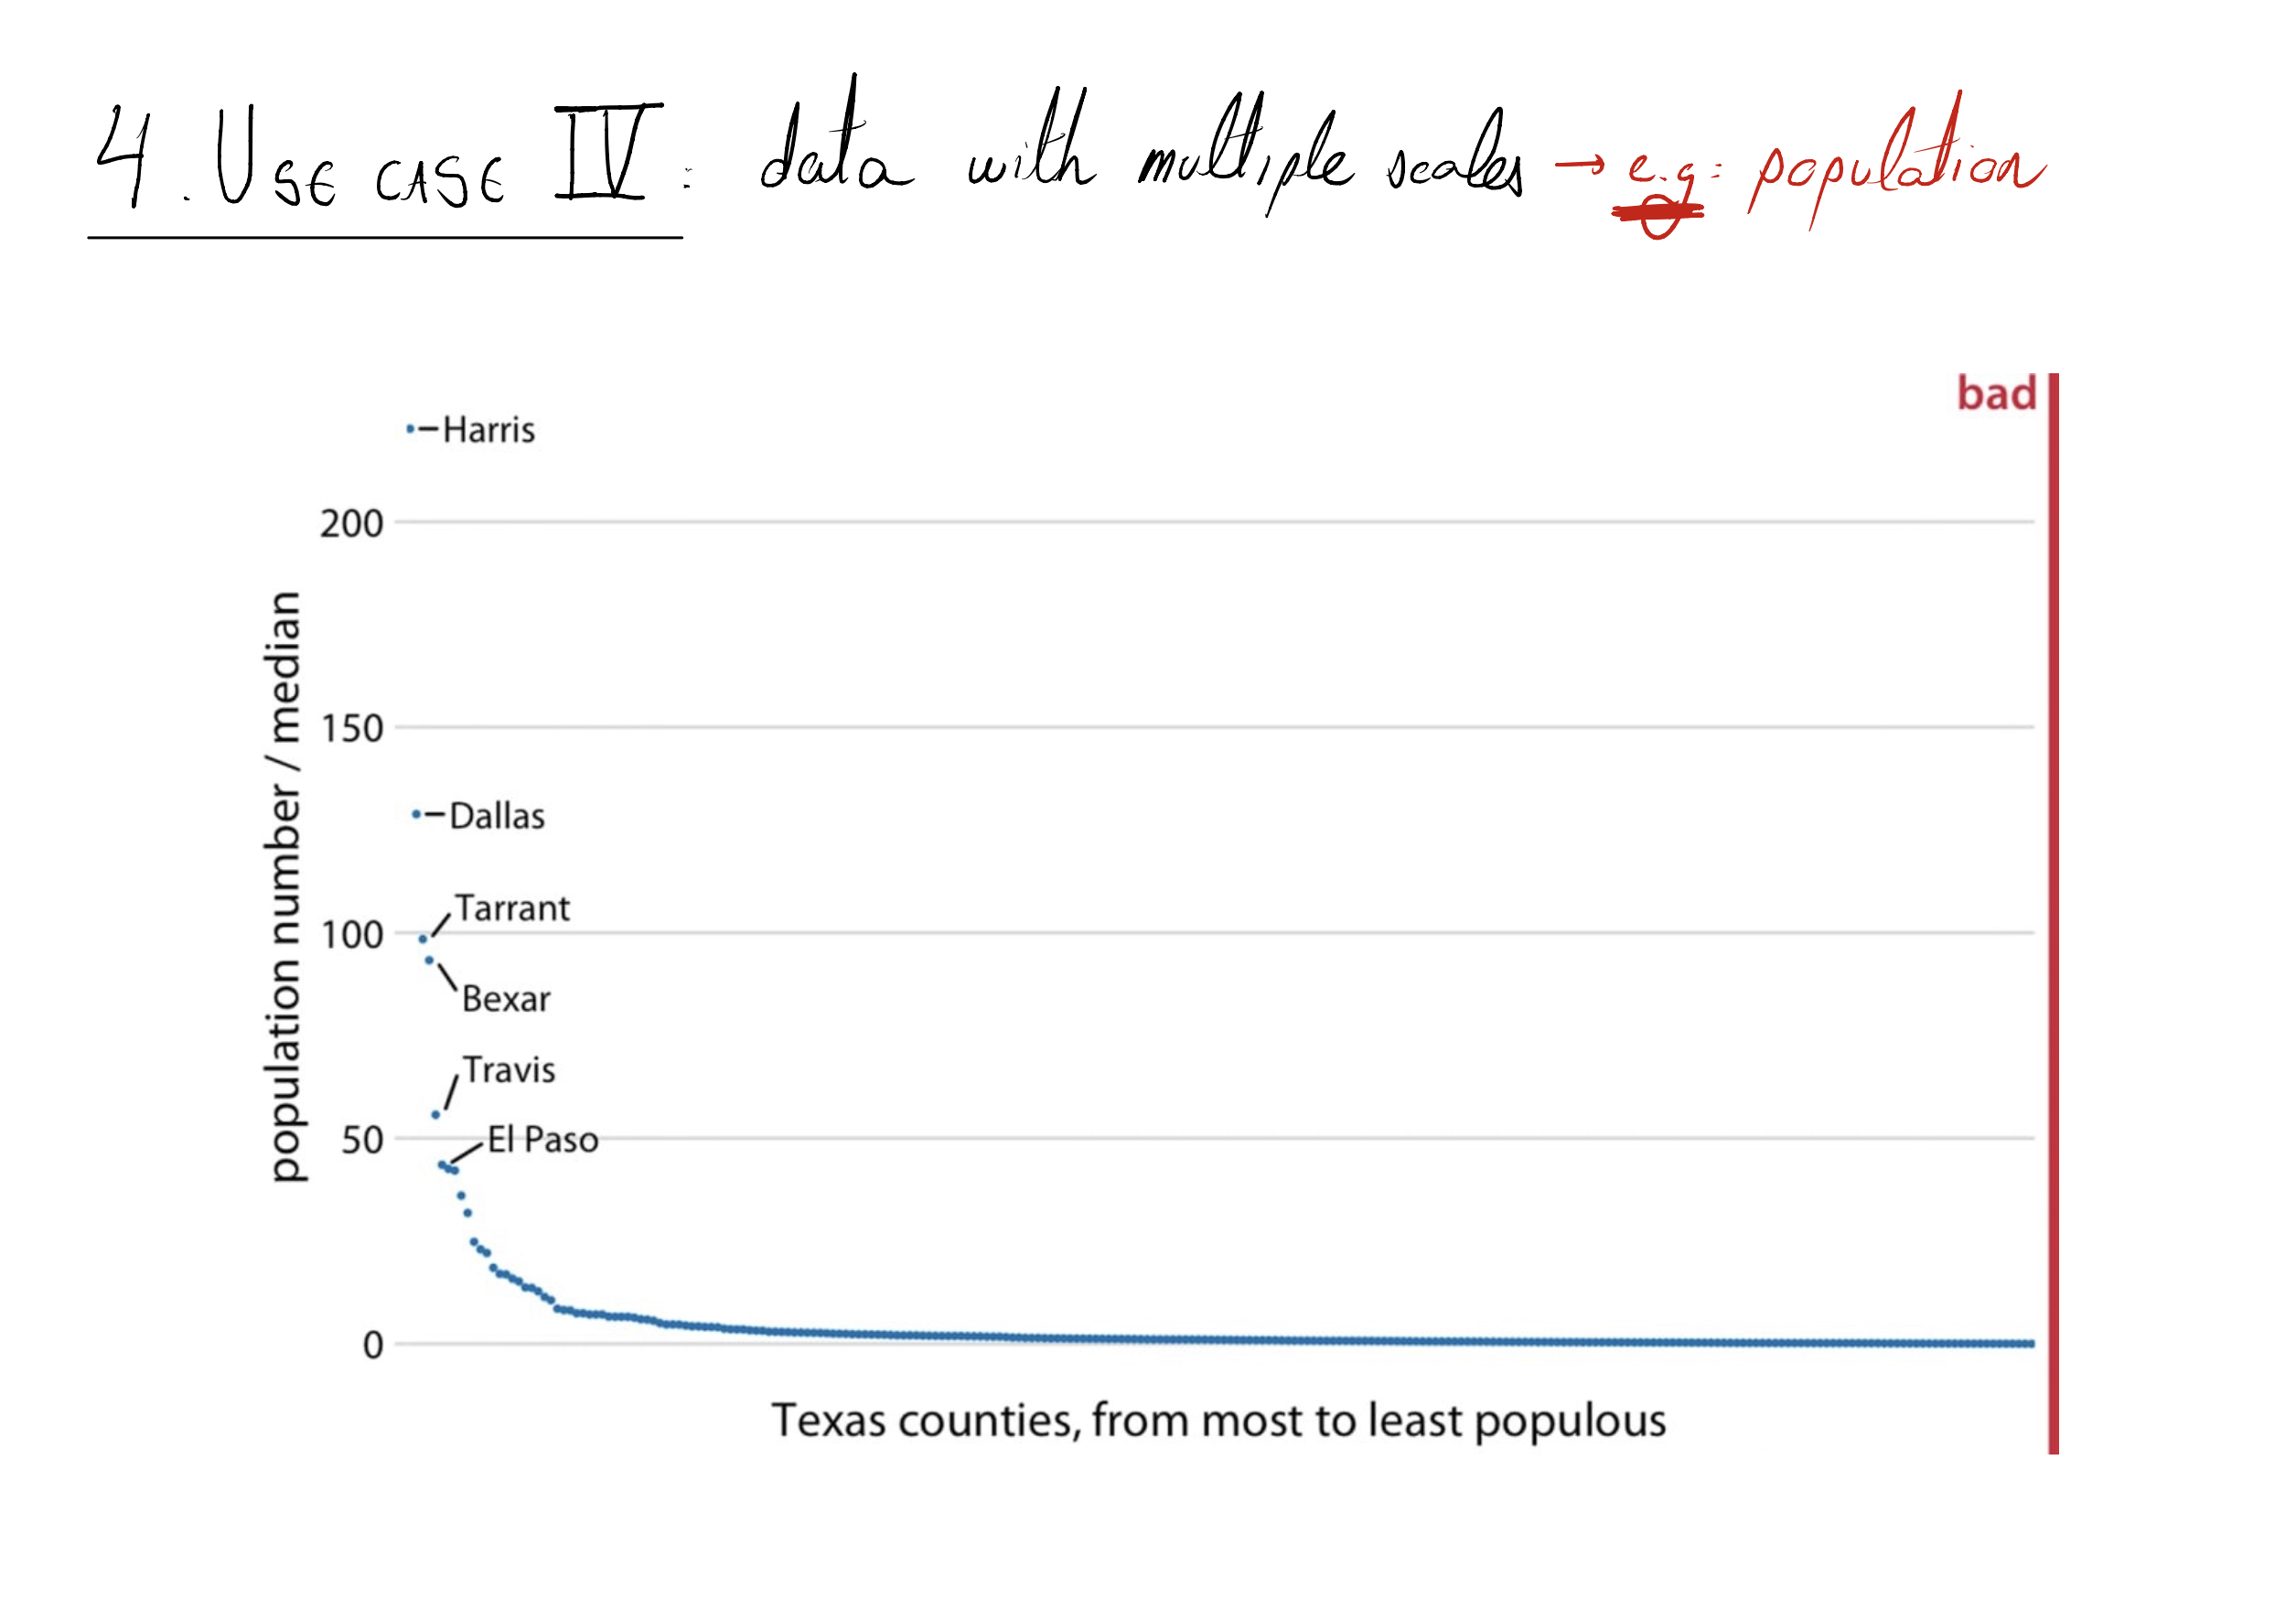 4. USE CASE IV: data with multiple scales → e.g: population
bad
Harris
200
150
Dallas
Tarrant
100
Bexar
Travis
50
El Paso
0
population number / median
Texas counties, from most to least populous